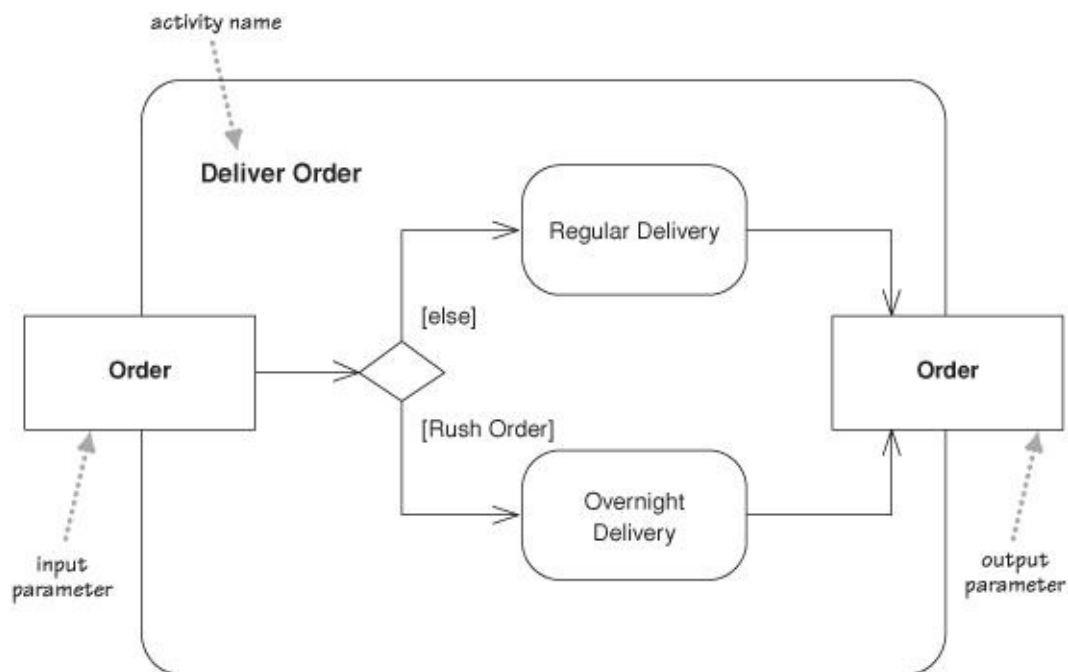 activity name
Deliver Order
Regular Delivery
[else]
Order
Order
[Rush Order]
Overnight
Delivery
input
parameter
output
parameter